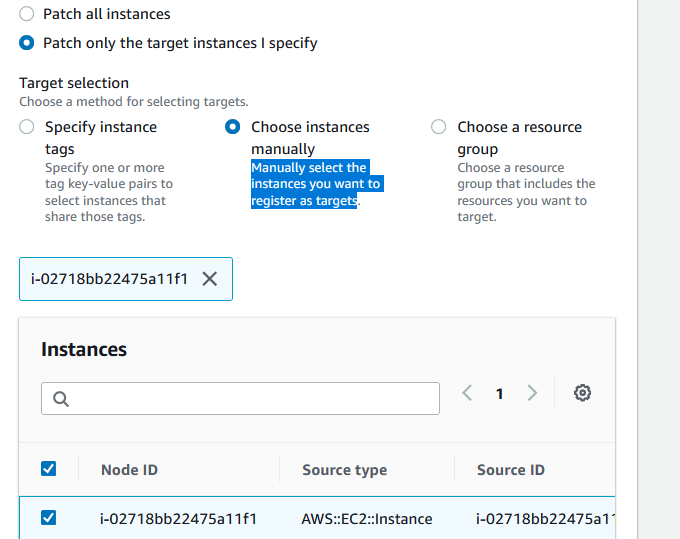 Patch all instances
Patch only the target instances I specify
Target selection
Choose a method for selecting targets.
Specify instance
tags
Specify one or more
tag key-value pairs to
select instances that
share those tags.
Choose instances
manually
Manually select the
instances you want to
register as targets.
Choose a resource
group
Choose a resource
group that includes the
resources you want to
target.
i-02718bb22475a11f1
Instances
1
Node ID Source type Source ID
i-02718bb22475a11f1 AWS::EC2::Instance i-02718bb22475a11